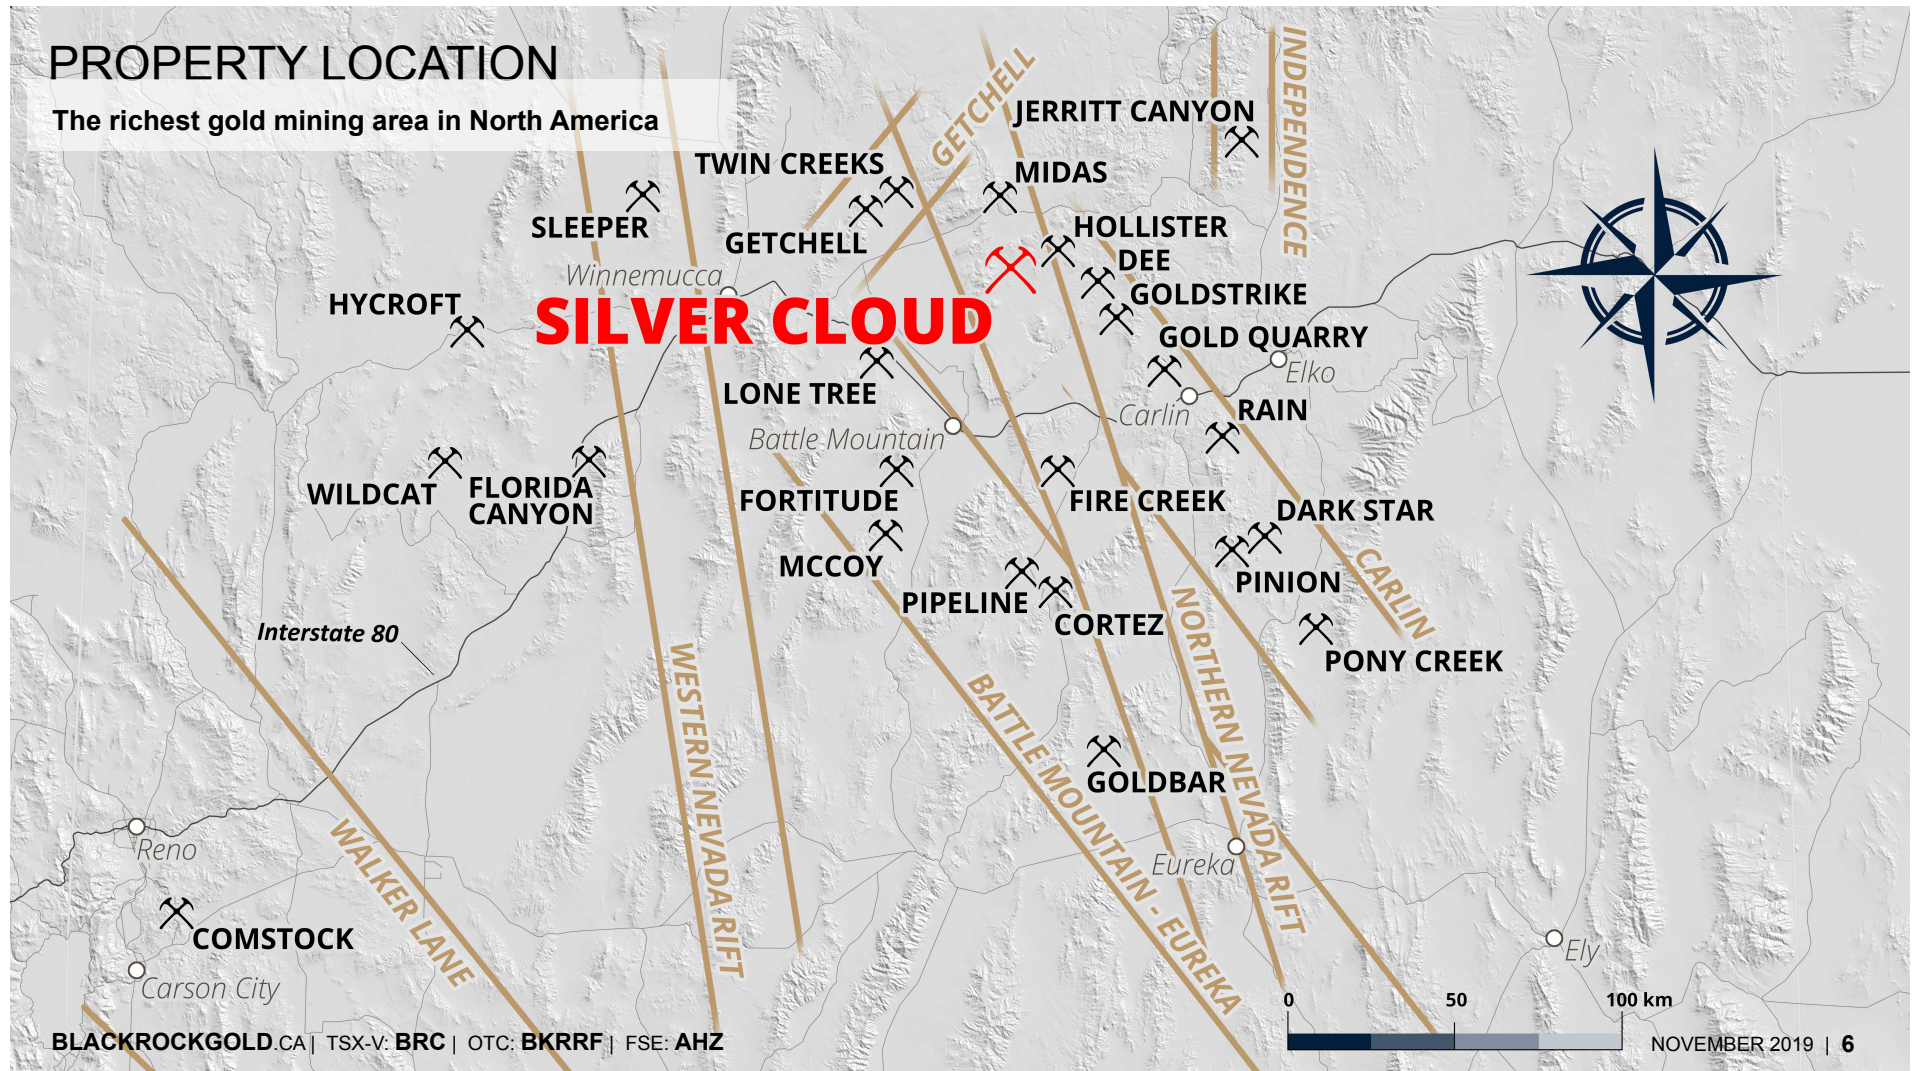 PROPERTY LOCATION
The richest gold mining area in North America
GETCHELL
INDEPENDENCE
JERRITT CANYON
TWIN CREEKS
MIDAS
SLEEPER
GETCHELL
HOLLISTER
DEE
Winnemucca
HYCROFT
GOLDSTRIKE
SILVER CLOUD
GOLD QUARRY
Elko
LONE TREE
Carlin
RAIN
Battle Mountain
WILDCAT
FLORIDA
CANYON
FORTITUDE
FIRE CREEK
DARK STAR
MCCOY
PINION
CARLIN
PIPELINE
CORTEZ
Interstate 80
PONY CREEK
WESTERN NEVADA RIFT
BATTLE MOUNTAIN - EUREKA
NORTHERN NEVADA RIFT
GOLDBAR
Reno
WALKER LANE
Eureka
COMSTOCK
Ely
Carson City
0 50 100 km
BLACKROCKGOLD.CA | TSX-V: BRC | OTC: BKRRF | FSE: AHZ
NOVEMBER 2019 | 6